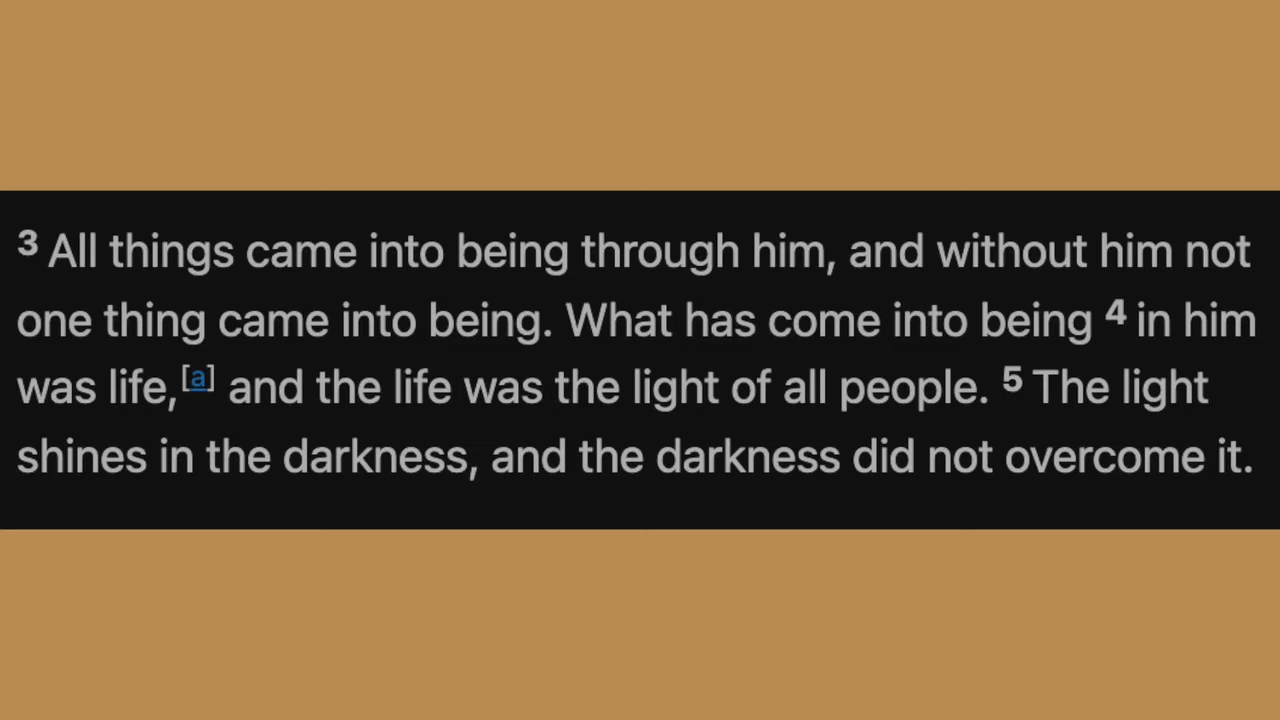 3 All things came into being through him, and without him not
one thing came into being. What has come into being 4 in him
was life,[a] and the life was the light of all people. 5 The light
shines in the darkness, and the darkness did not overcome it.